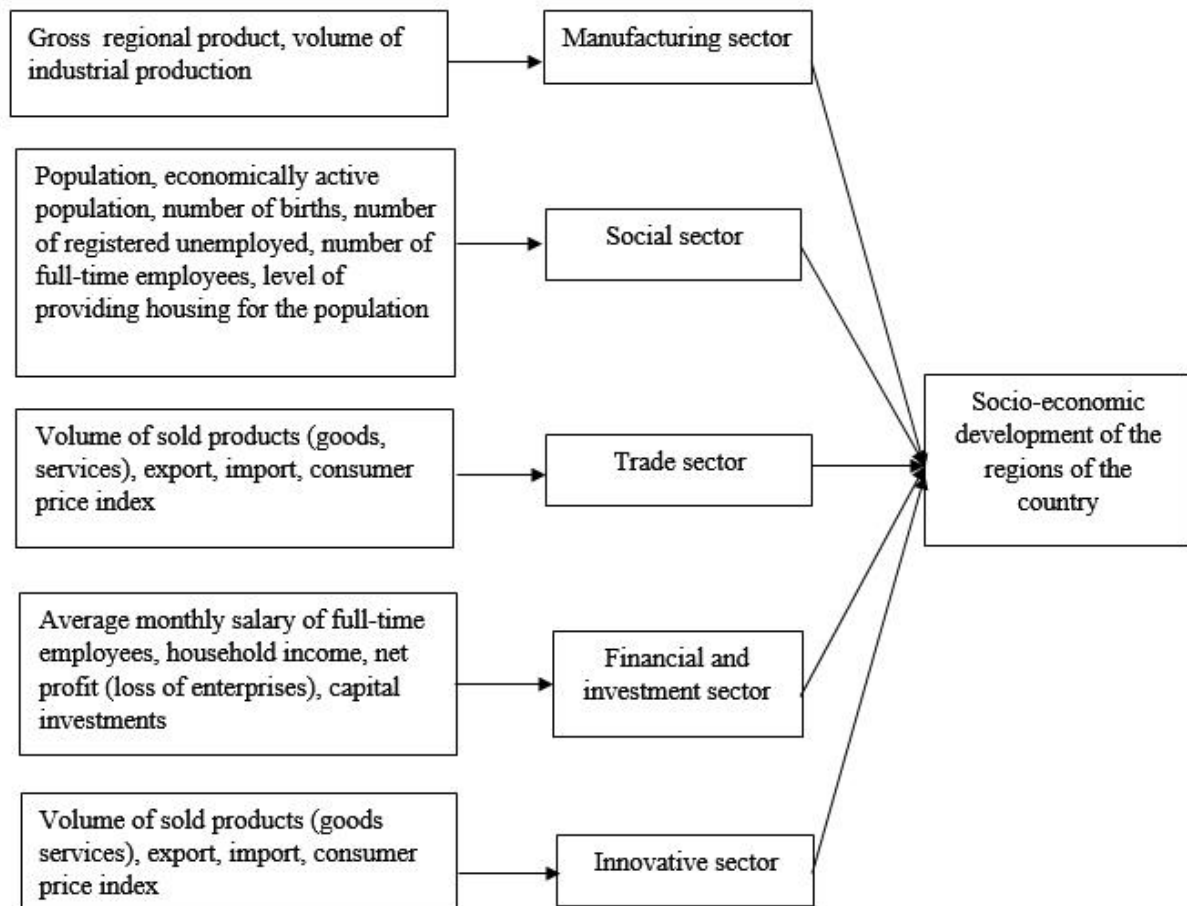 Gross regional product, volume of
industrial production
Manufacturing sector
Population, economically active
population, number of births, number
of registered unemployed, number of
full-time employees, level of
providing housing for the population
Social sector
Volume of sold products (goods,
services), export, import, consumer
price index
Trade sector
Socio-economic
development of the
regions of the
country
Average monthly salary of full-time
employees, household income, net
profit (loss of enterprises), capital
investments
Financial and
investment sector
Volume of sold products (goods
services), export, import, consumer
price index
Innovative sector